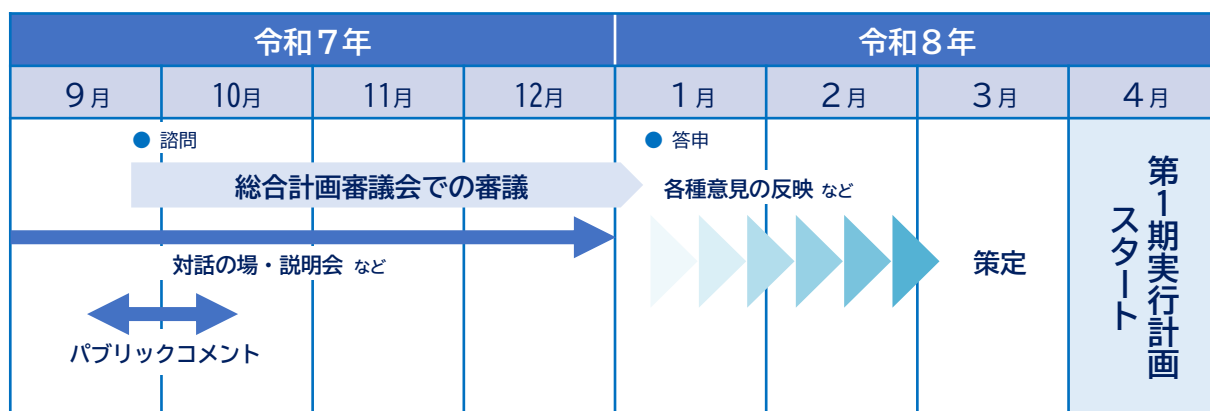 令和7年
令和8年
9月
10月
11月
12月
1月
2月
3月
4月
諮問
答申
総合計画審議会での審議
各種意見の反映 など
対話の場・説明会 など
パブリックコメント
策定
第1期実行計画
スタート